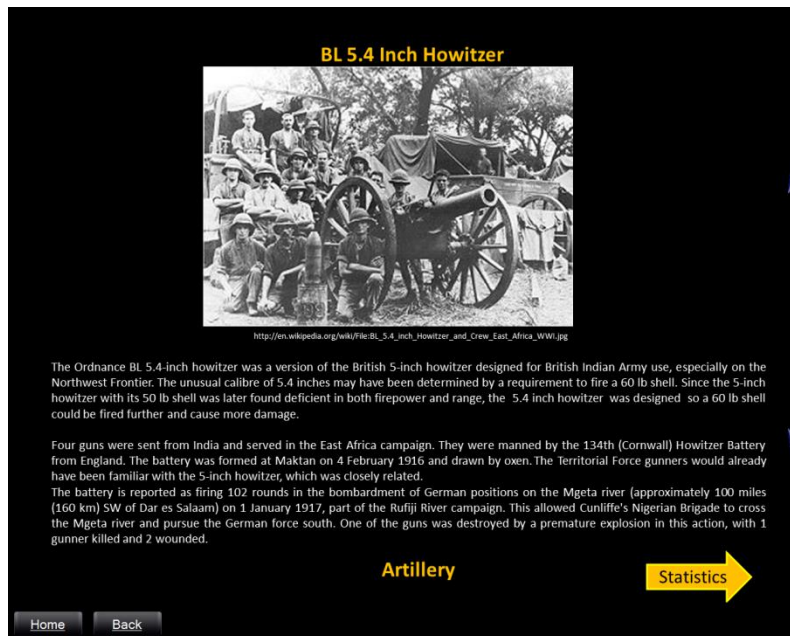 BL 5.4 Inch Howitzer
http://en.wikipedia.org/wiki/File:BL_5.4_inch_Howitzer_and_Crew_East_Africa_WWI.jpg
The Ordnance BL 5.4-inch howitzer was a version of the British 5-inch howitzer designed for British Indian Army use, especially on the
Northwest Frontier. The unusual calibre of 5.4 inches may have been determined by a requirement to fire a 60 lb shell. Since the 5-inch
howitzer with its 50 lb shell was later found deficient in both firepower and range, the 5.4 inch howitzer was designed so a 60 lb shell
could be fired further and cause more damage.
Four guns were sent from India and served in the East Africa campaign. They were manned by the 134th (Cornwall) Howitzer Battery
from England. The battery was formed at Maktan on 4 February 1916 and drawn by oxen. The Territorial Force gunners would already
have been familiar with the 5-inch howitzer, which was closely related.
The battery is reported as firing 102 rounds in the bombardment of German positions on the Mgeta river (approximately 100 miles
(160 km) SW of Dar es Salaam) on 1 January 1917, part of the Rufiji River campaign. This allowed Cunliffe's Nigerian Brigade to cross
the Mgeta river and pursue the German force south. One of the guns was destroyed by a premature explosion in this action, with 1
gunner killed and 2 wounded.
Artillery
Statistics
Home
Back